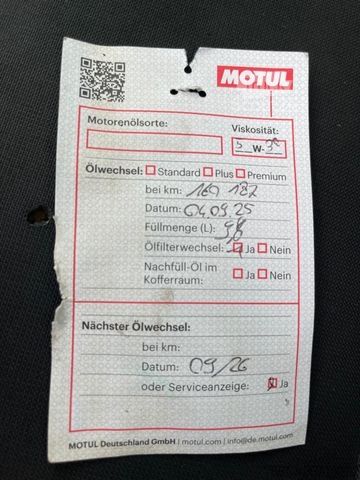 MOTUL
Motorenölsorte: Viskosität:
5 W-30
Ölwechsel: Standard Plus Premium
bei km: 169 187
Datum: 04.09.25
Füllmenge (L):
Ölfilterwechsel: Ja Nein
Nachfüll-Öl im
Kofferraum: Ja Nein
Nächster Ölwechsel:
bei km:
Datum: 09/26
oder Serviceanzeige: Ja
MOTUL Deutschland GmbH | motul.com | info@de.motul.com